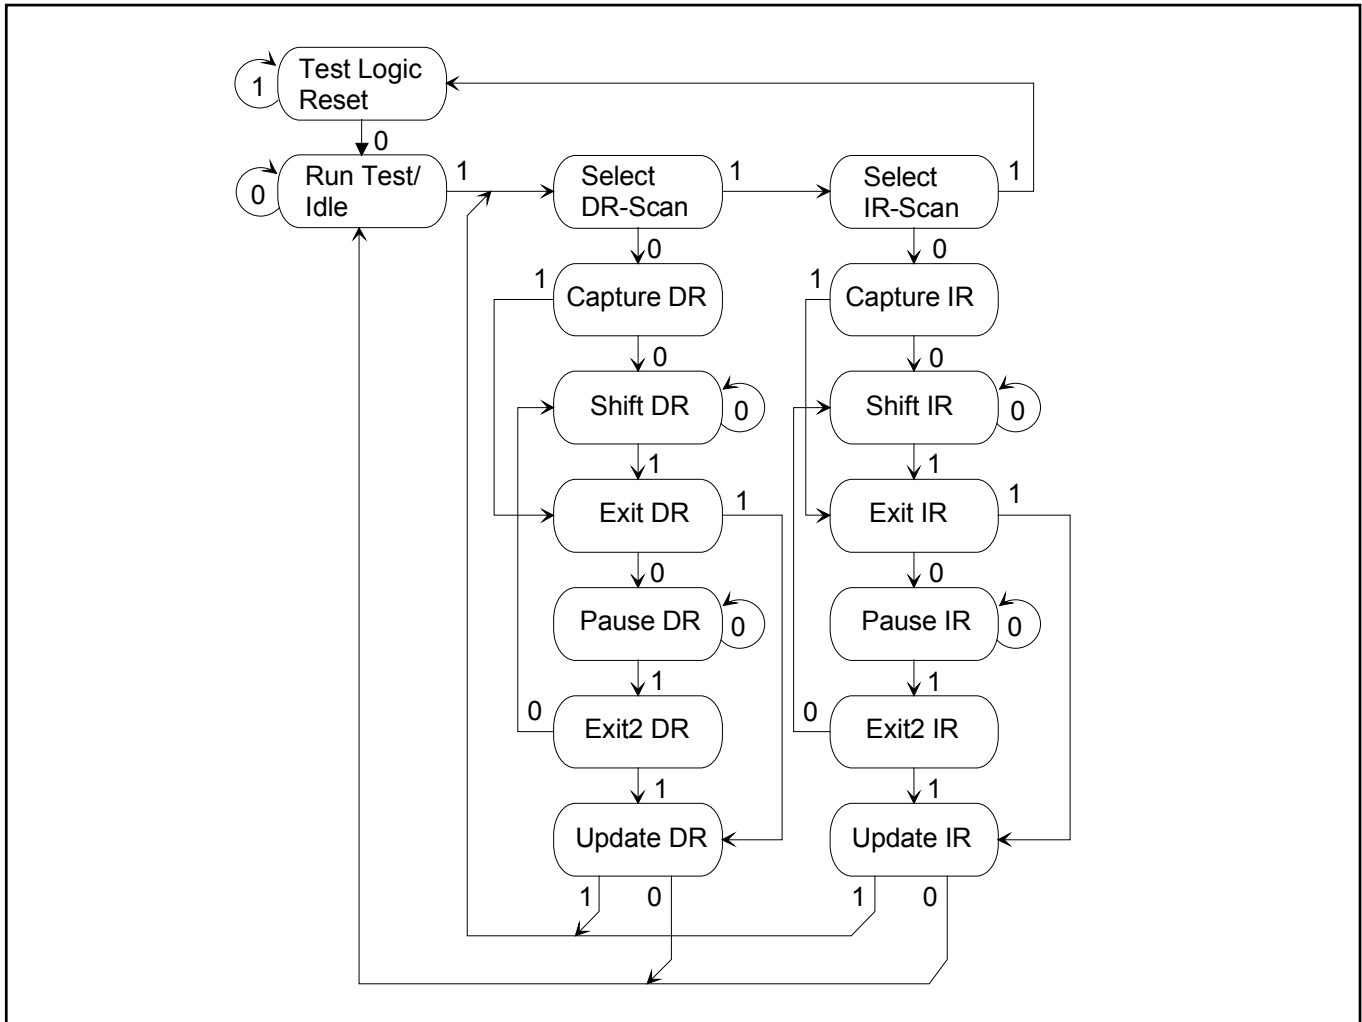 Test Logic
Reset
1
0
Run Test/
Idle
0
1
Select
DR-Scan
1
Select
IR-Scan
1
0
0
1
Capture DR
1
Capture IR
0
0
Shift DR
0
Shift IR
0
1
1
Exit DR
1
Exit IR
1
0
0
Pause DR
0
Pause IR
0
1
1
0
Exit2 DR
0
Exit2 IR
1
1
Update DR
Update IR
1
0
1
0